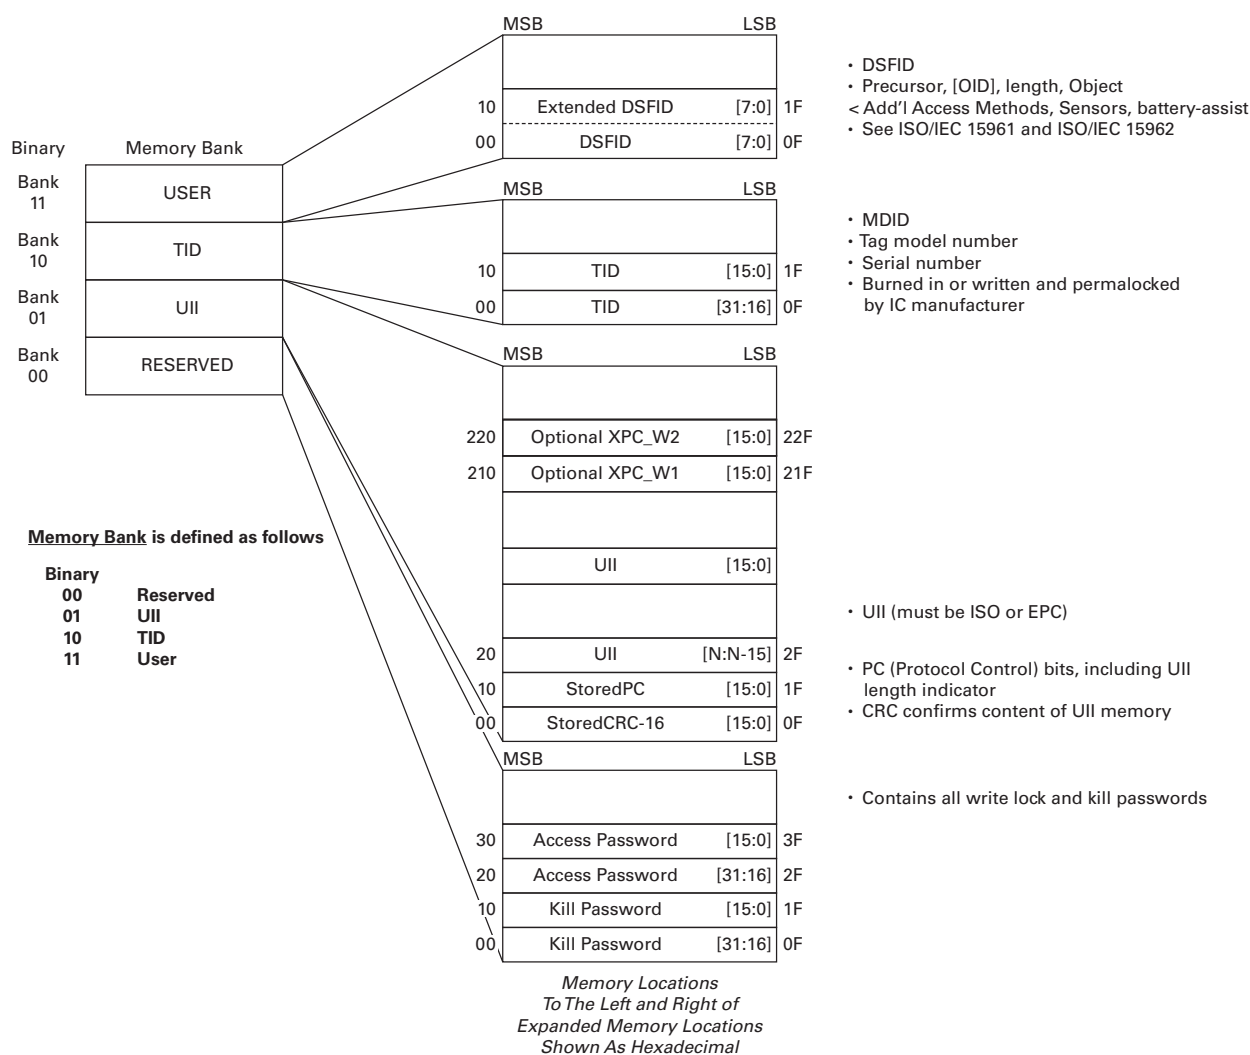 MSB LSB
10 Extended DSFID [7:0] 1F
00 DSFID [7:0] 0F
• DSFID
• Precursor, [OID], length, Object
< Add'l Access Methods, Sensors, battery-assist
• See ISO/IEC 15961 and ISO/IEC 15962
Binary Memory Bank
Bank
11
USER
Bank
10
TID
Bank
01
UII
Bank
00
RESERVED
MSB LSB
10 TID [15:0] 1F
00 TID [31:16] 0F
• MDID
• Tag model number
• Serial number
• Burned in or written and permalocked
by IC manufacturer
MSB LSB
220 Optional XPC_W2 [15:0] 22F
210 Optional XPC_W1 [15:0] 21F
UII [15:0]
20 UII [N:N-15] 2F
10 StoredPC [15:0] 1F
00 StoredCRC-16 [15:0] 0F
• UII (must be ISO or EPC)
• PC (Protocol Control) bits, including UII
length indicator
• CRC confirms content of UII memory
Memory Bank is defined as follows
Binary
00 Reserved
01 UII
10 TID
11 User
MSB LSB
30 Access Password [15:0] 3F
20 Access Password [31:16] 2F
10 Kill Password [15:0] 1F
00 Kill Password [31:16] 0F
• Contains all write lock and kill passwords
Memory Locations
To The Left and Right of
Expanded Memory Locations
Shown As Hexadecimal